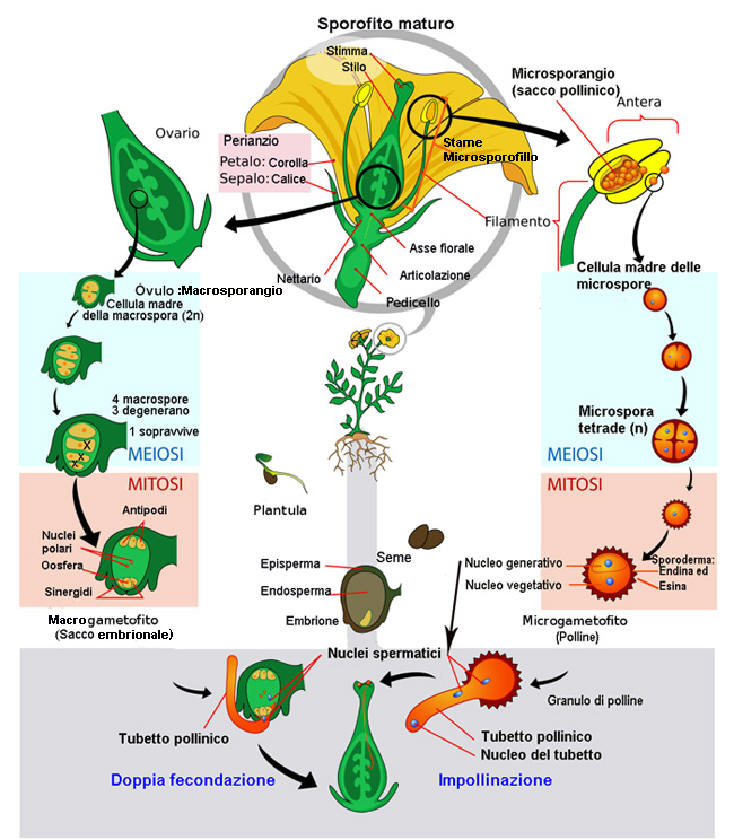 Sporofito maturo
Stimma
Stilo
Microsporangio
(sacco pollinico)
Antera
Ovario
Perianzio
Petalo: Corolla
Sepalo: Calice
Stame
Microsporofillo
Filamento
Asse fiorale
Nettario
Articolazione
Pedicello
Óvulo :Macrosporangio
Cellula madre
della macrospora (2n)
Cellula madre delle
microspore
4 macrospore
3 degenerano
1 sopravvive
MEIOSI
Microspora
tetrade (n)
MEIOSI
MITOSI
Antipodi
Nuclei
polari
Oosfera
Sinergidi
Macrogametofito
(Sacco embrionale)
Plantula
Seme
Episperma
Endosperma
Embrione
MITOSI
Nucleo generativo
Nucleo vegetativo
Sporoderma:
Endina ed
Esina
Microgametofito
(Polline)
Nuclei spermatici
Granulo di polline
Tubetto pollinico
Tubetto pollinico
Nucleo del tubetto
Doppia fecondazione
Impollinazione